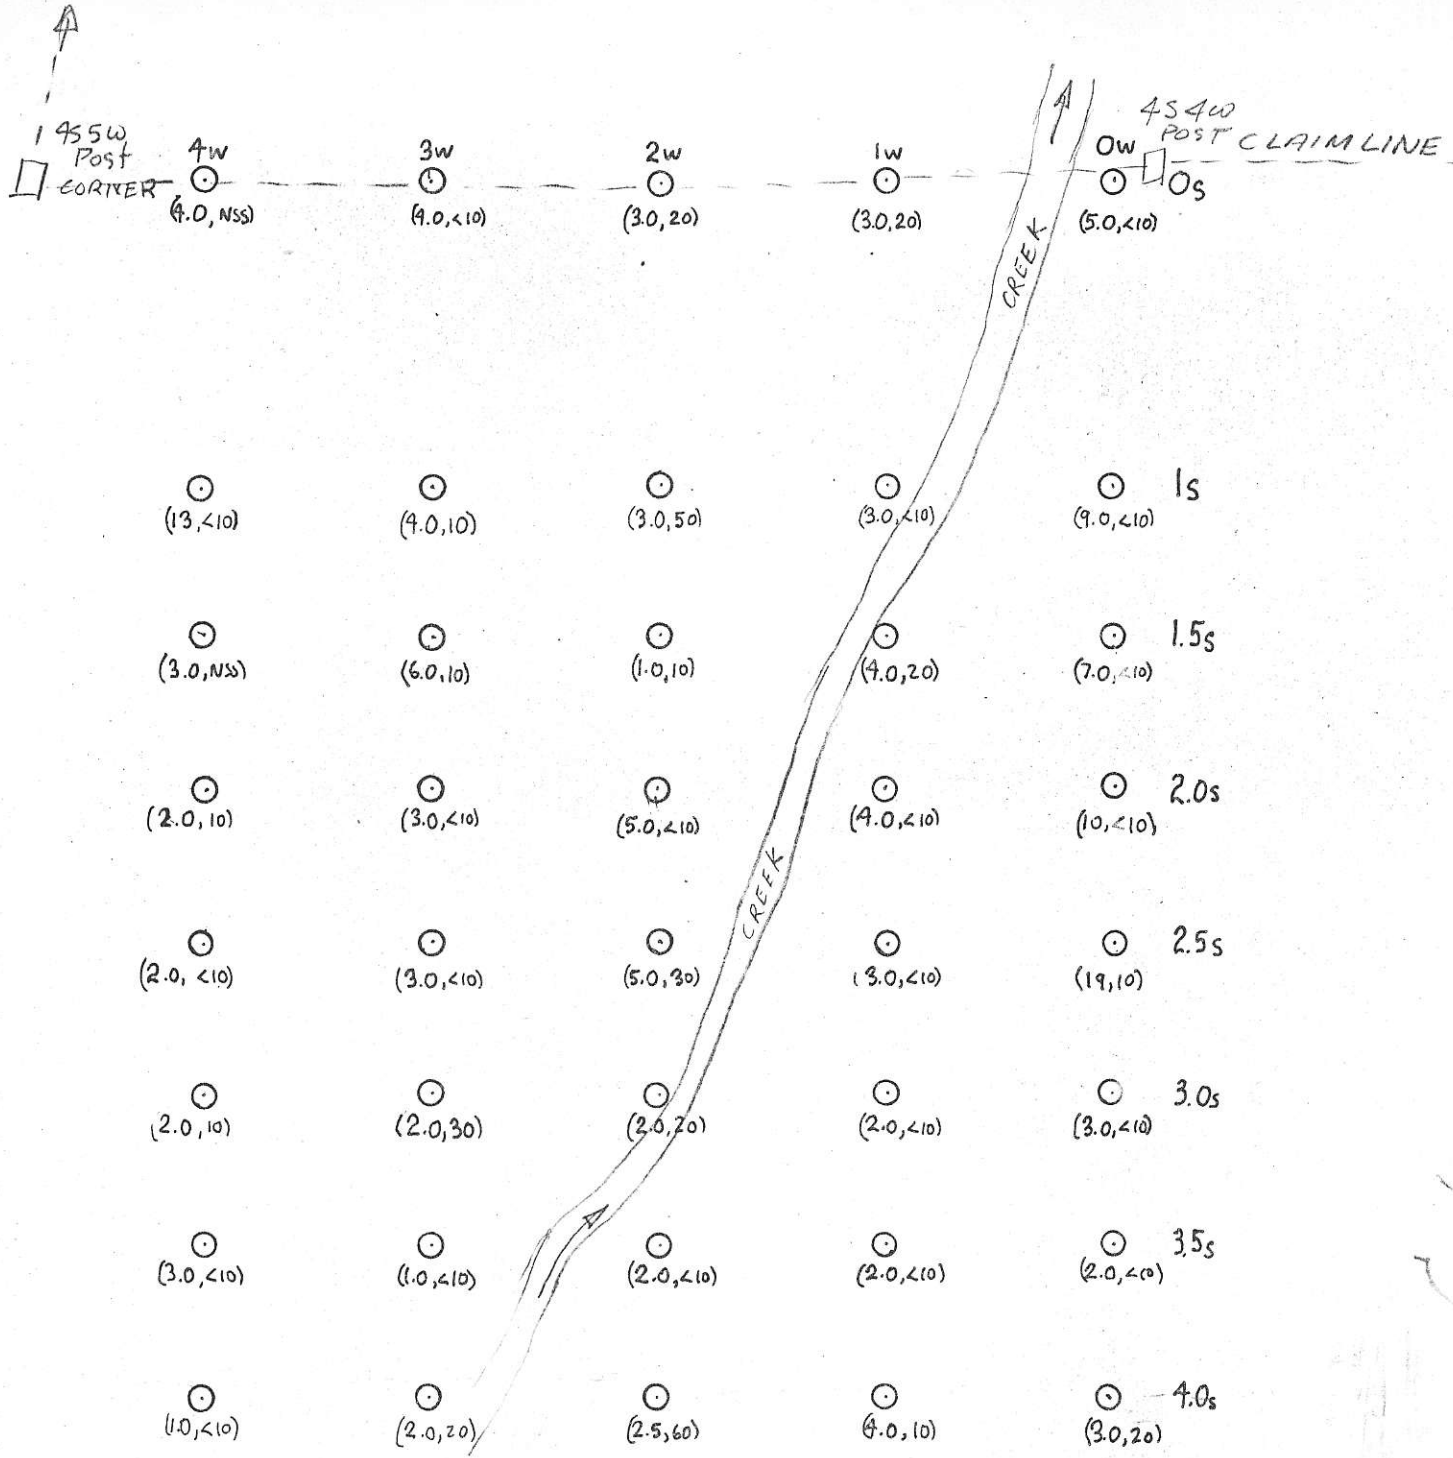 4S 5W
Post
CORNER
4S 4W
POST
CLAIM LINE
4W 3W 2W 1W 0W
0s
(4.0, NSS) (4.0, <10) (3.0, 20) (3.0, 20) (5.0, <10)
CREEK
1s
(13, <10) (4.0, 10) (3.0, 50) (3.0, <10) (9.0, <10)
1.5s
(3.0, NSS) (6.0, 10) (1.0, 10) (4.0, 20) (7.0, <10)
2.0s
(2.0, 10) (3.0, <10) (5.0, <10) (4.0, <10) (10, <10)
CREEK
2.5s
(2.0, <10) (3.0, <10) (5.0, 30) (3.0, <10) (19, 10)
3.0s
(2.0, 10) (2.0, 30) (2.0, 20) (2.0, <10) (3.0, <10)
3.5s
(3.0, <10) (1.0, <10) (2.0, <10) (2.0, <10) (2.0, <10)
4.0s
(1.0, <10) (2.0, 20) (2.5, 60) (4.0, 10) (3.0, 20)